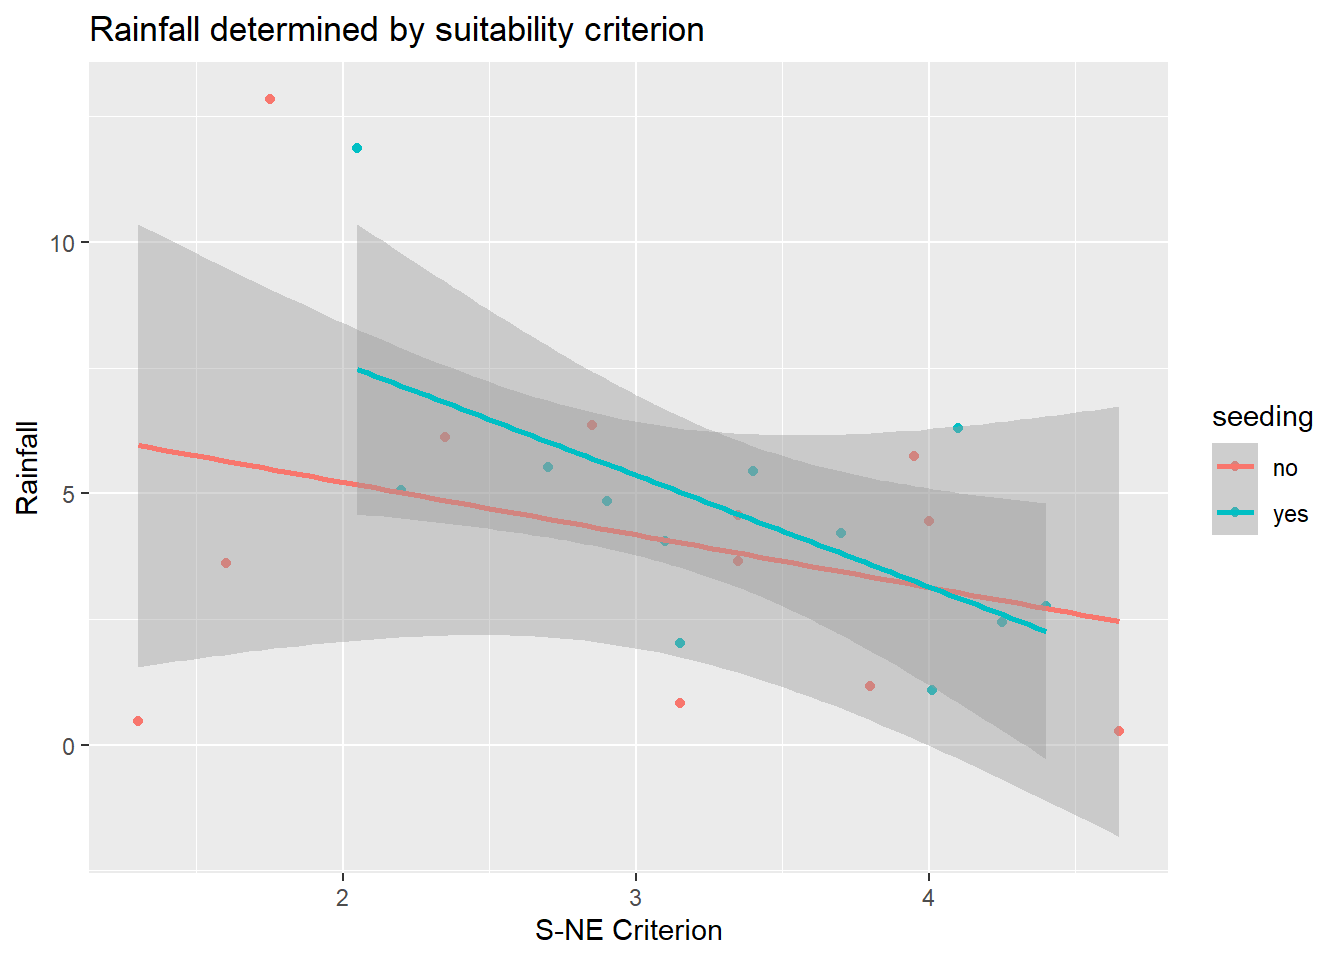 Rainfall determined by suitability criterion
10
5
0
Rainfall
2 3 4
S-NE Criterion
seeding
no
yes